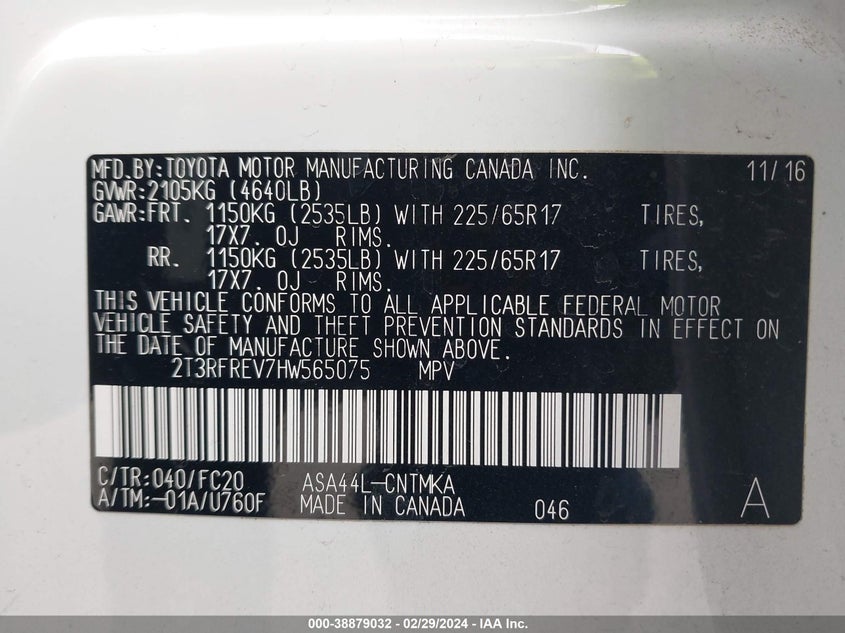 MFD.BY:TOYOTA MOTOR MANUFACTURING CANADA INC. 11/16
GVWR:2105KG (4640LB)
GAWR:FRT. 1150KG (2535LB) WITH 225/65R17 TIRES,
17X7. OJ RIMS.
RR. 1150KG (2535LB) WITH 225/65R17 TIRES,
17X7. OJ RIMS.
THIS VEHICLE CONFORMS TO ALL APPLICABLE FEDERAL MOTOR
VEHICLE SAFETY AND THEFT PREVENTION STANDARDS IN EFFECT ON
THE DATE OF MANUFACTURE SHOWN ABOVE.
2T3RFREV7HW565075 MPV
C/TR:040/FC20 ASA44L-CNTMKA
A/TM:-01A/U760F MADE IN CANADA 046 A
000-38879032 - 02/29/2024 - IAA Inc.